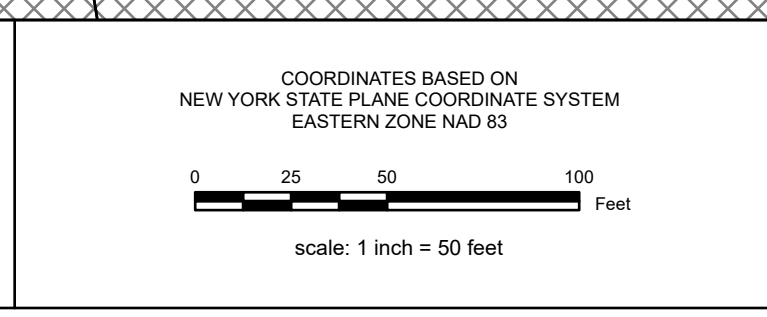 COORDINATES BASED ON
NEW YORK STATE PLANE COORDINATE SYSTEM
EASTERN ZONE NAD 83
0 25 50 100
Feet
scale: 1 inch = 50 feet